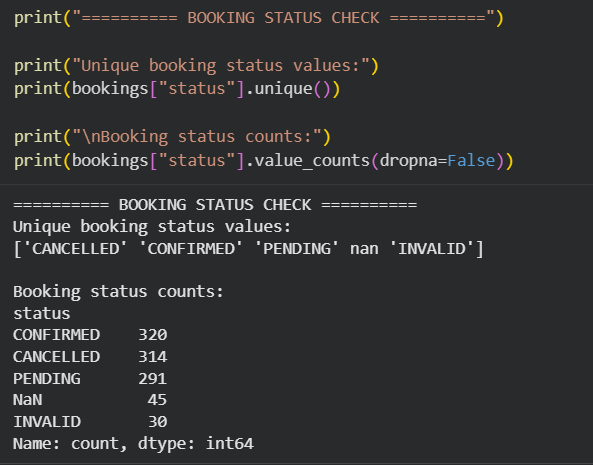 print("========== BOOKING STATUS CHECK ==========")
print("Unique booking status values:")
print(bookings["status"].unique())
print("\nBooking status counts:")
print(bookings["status"].value_counts(dropna=False))
========== BOOKING STATUS CHECK ==========
Unique booking status values:
['CANCELLED' 'CONFIRMED' 'PENDING' nan 'INVALID']
Booking status counts:
status
CONFIRMED    320
CANCELLED    314
PENDING      291
NaN           45
INVALID       30
Name: count, dtype: int64